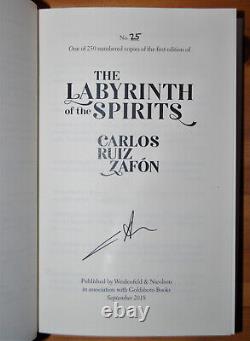 No. 25
One of 250 numbered copies of the first edition of
THE
LABYRINTH
of the SPIRITS
CARLOS
RUIZ
ZAFÓN
Published by Weidenfeld & Nicolson
in association with Goldsboro Books
September 2018